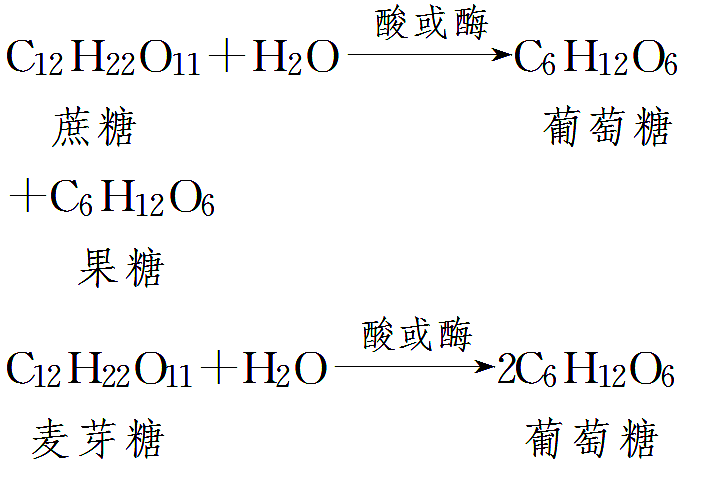 酸或酶
C₁₂H₂₂O₁₁+H₂O⟶C₆H₁₂O₆
蔗糖 葡萄糖
+C₆H₁₂O₆
果糖
酸或酶
C₁₂H₂₂O₁₁+H₂O⟶2C₆H₁₂O₆
麦芽糖 葡萄糖